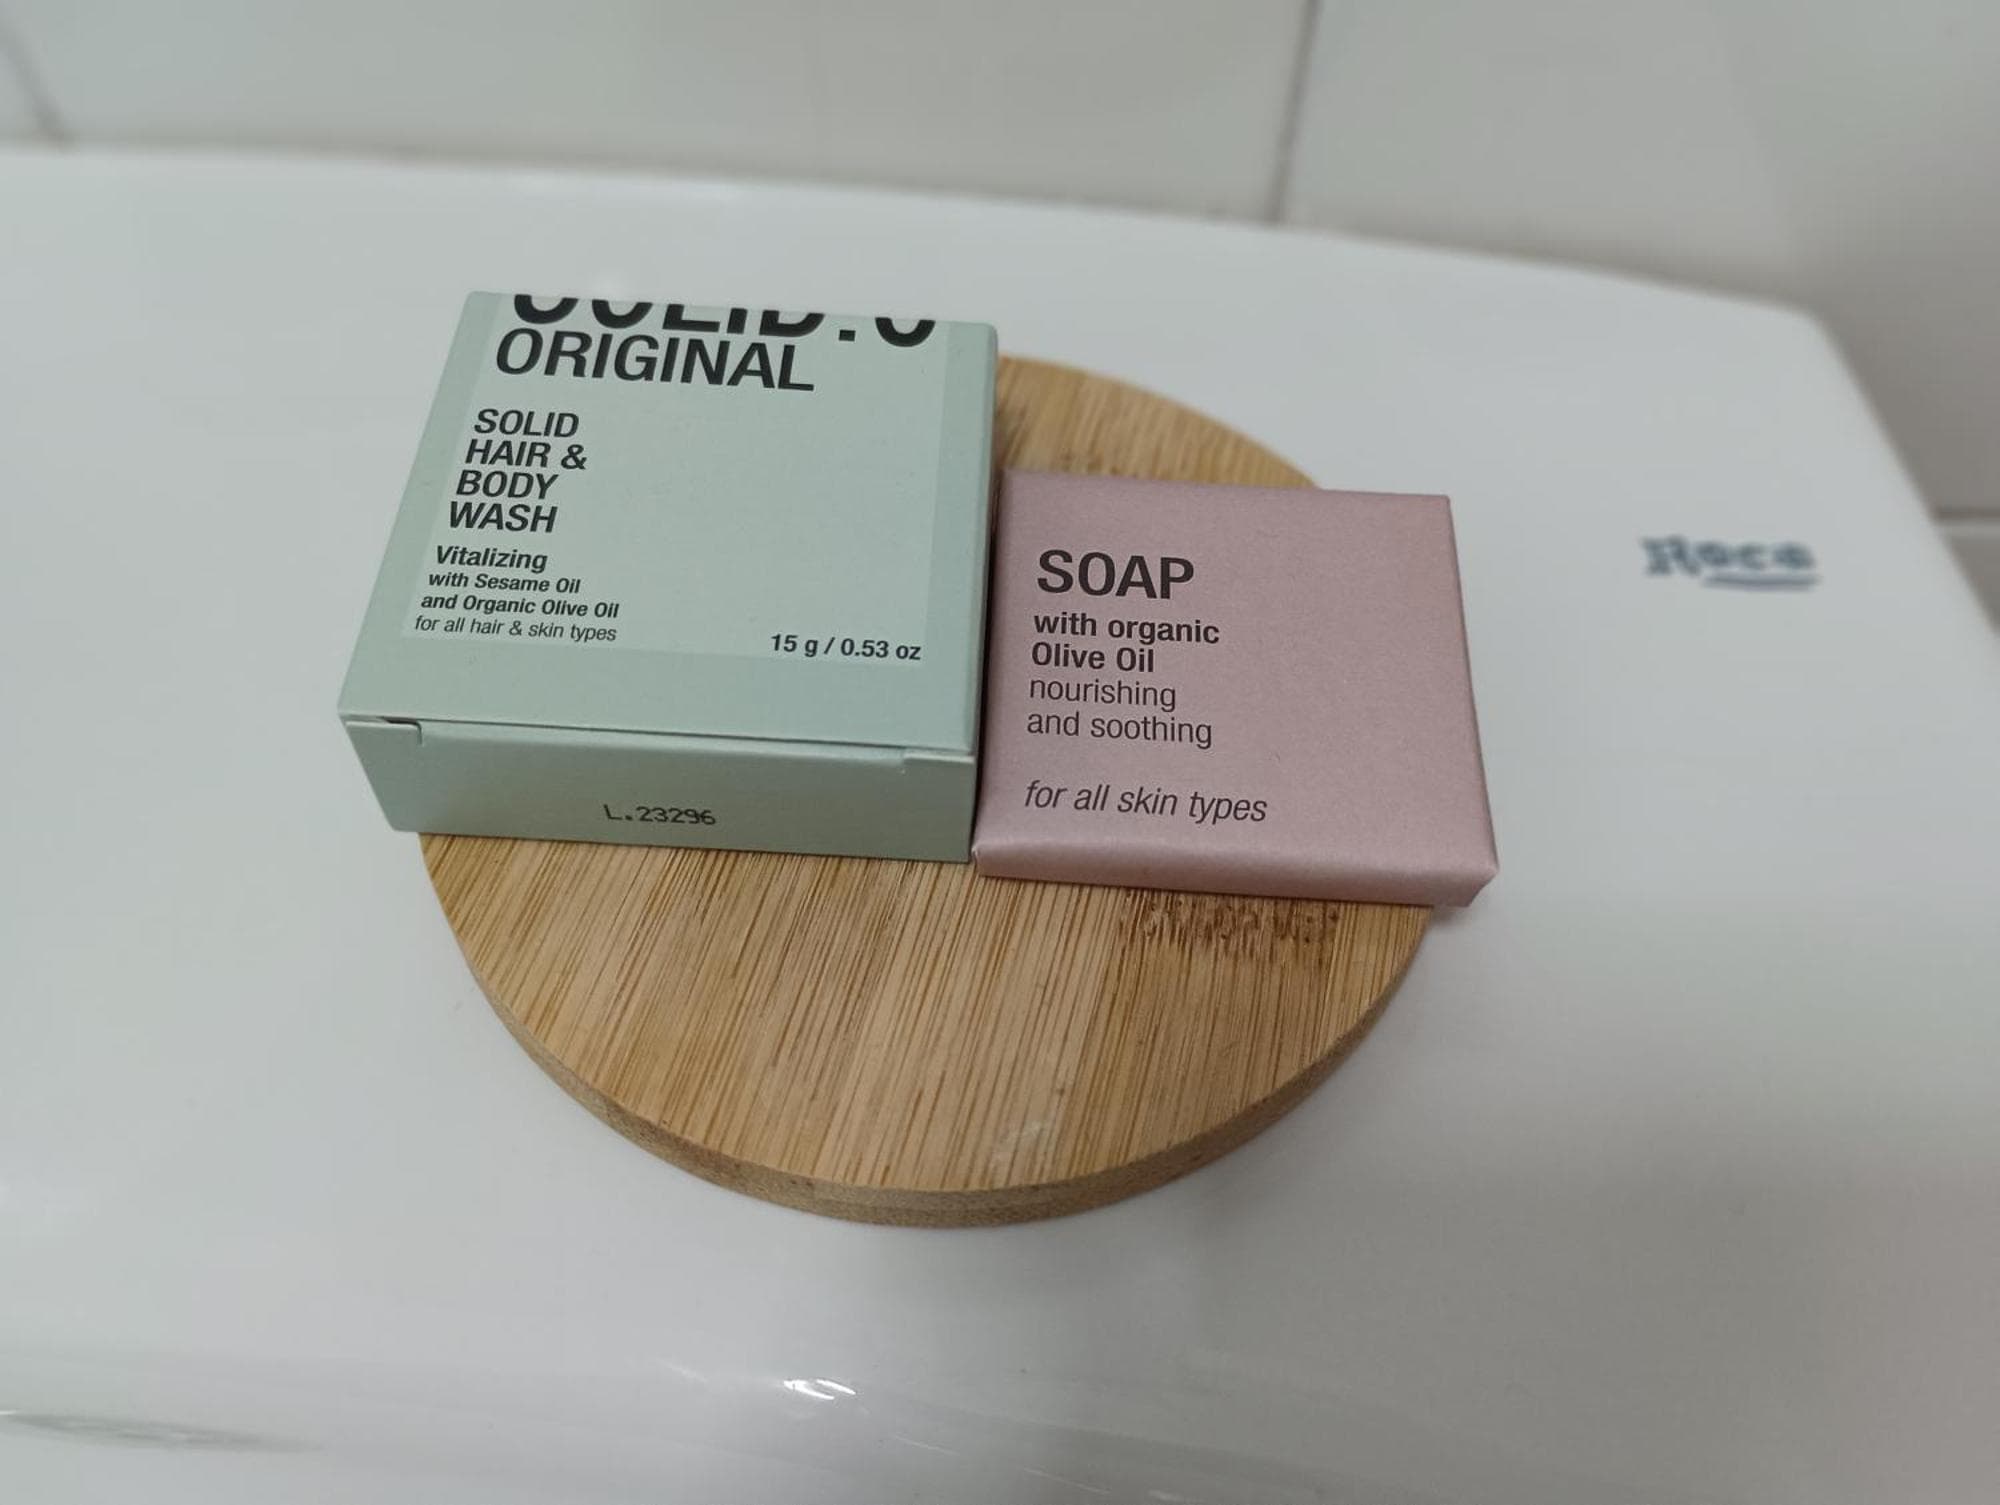 ORIGINAL
SOLID
HAIR &
BODY
WASH
Vitalizing
with Sesame Oil
and Organic Olive Oil
for all hair & skin types
15 g / 0.53 oz
L.23296
SOAP
with organic
Olive Oil
nourishing
and soothing
for all skin types
Roca